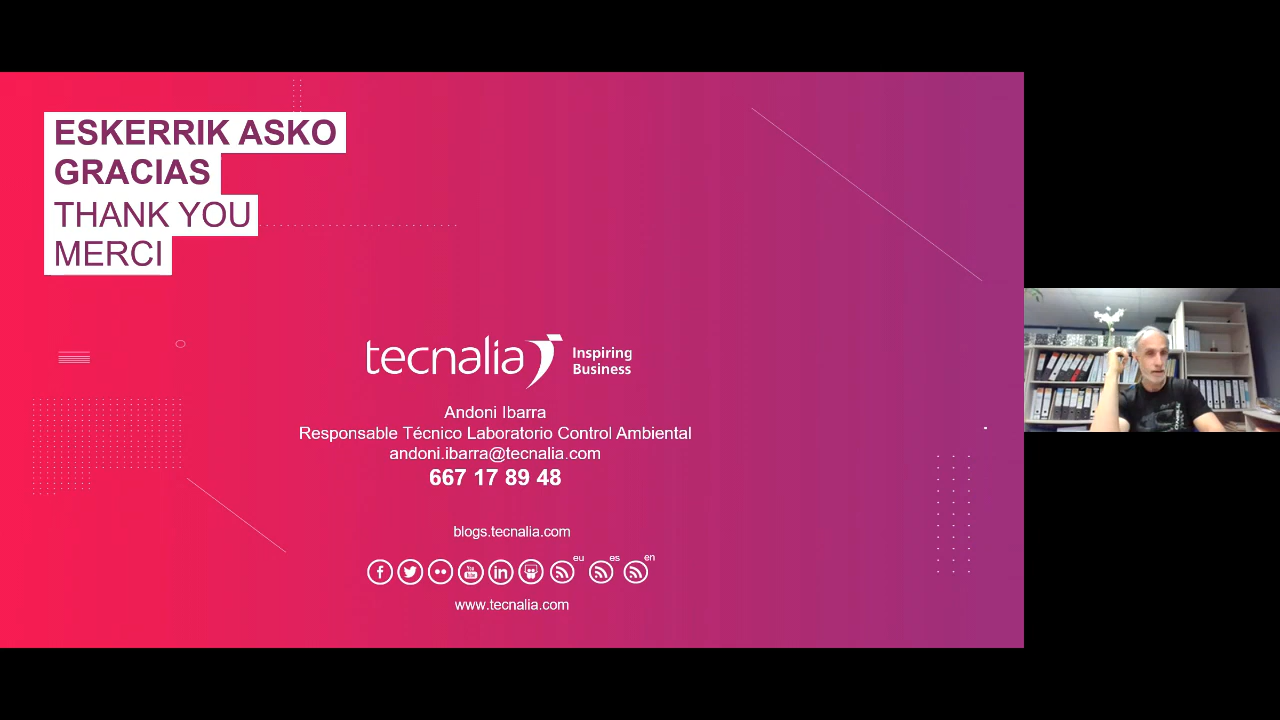 ESKERRIK ASKO
GRACIAS
THANK YOU
MERCI
tecnalia Inspiring
Business
Andoni Ibarra
Responsable Técnico Laboratorio Control Ambiental
andoni.ibarra@tecnalia.com
667 17 89 48
blogs.tecnalia.com
eu es en
www.tecnalia.com